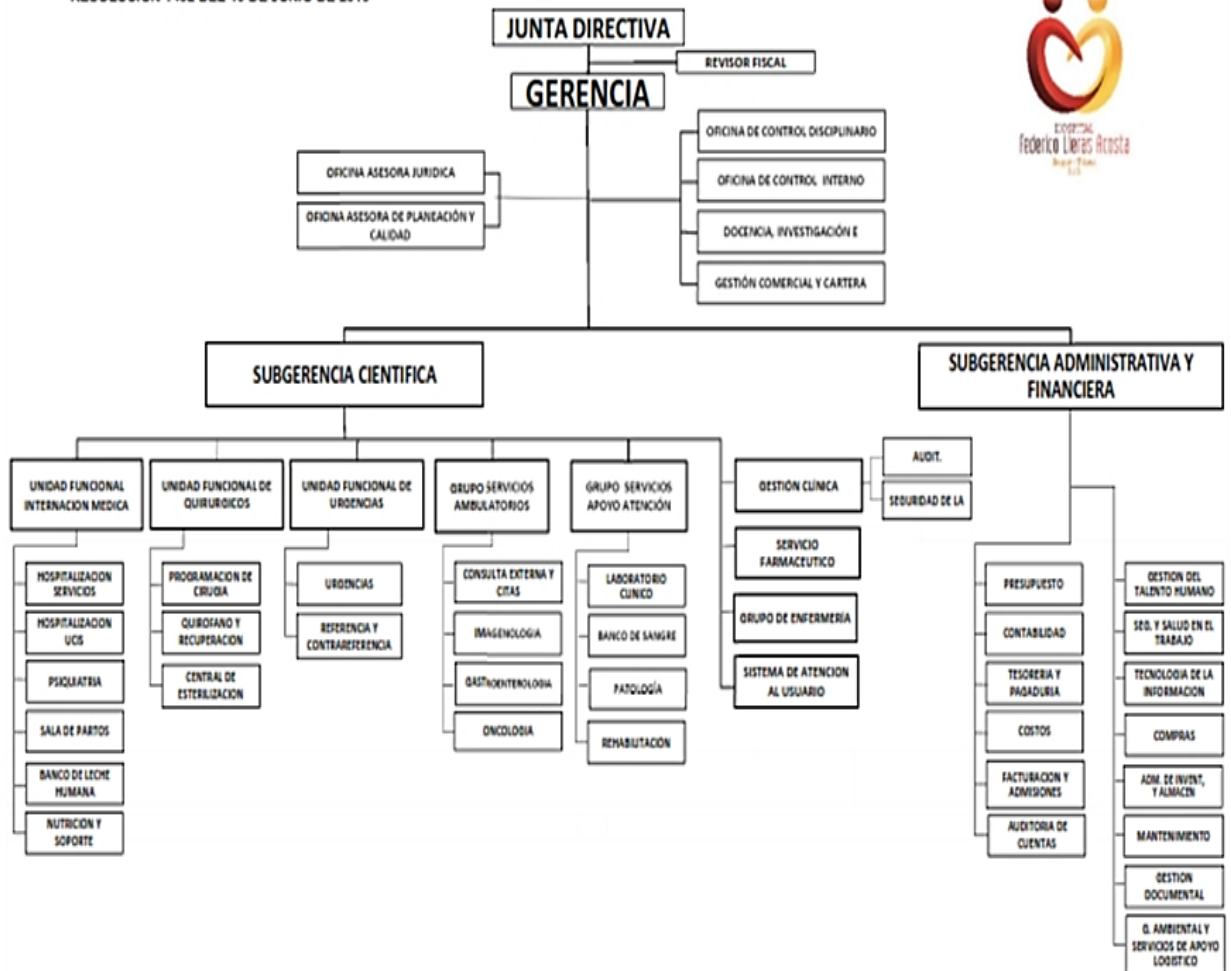 JUNTA DIRECTIVA
REVISOR FISCAL
GERENCIA
HOSPITAL
Federico Lleras Acosta
OFICINA DE CONTROL DISCIPLINARIO
OFICINA ASESORA JURIDICA
OFICINA DE CONTROL INTERNO
OFICINA ASESORA DE PLANEACIÓN Y
CALIDAD
DOCENCIA, INVESTIGACIÓN E
GESTIÓN COMERCIAL Y CARTERA
SUBGERENCIA CIENTIFICA
SUBGERENCIA ADMINISTRATIVA Y
FINANCIERA
UNIDAD FUNCIONAL
INTERNACION MEDICA
HOSPITALIZACION
SERVICIOS
HOSPITALIZACION
UCIS
PSIQUIATRIA
SALA DE PARTOS
BANCO DE LECHE
HUMANA
NUTRICION Y
SOPORTE
UNIDAD FUNCIONAL DE
QUIRURGICOS
PROGRAMACION DE
CIRUGIA
QUIROFANO Y
RECUPERACION
CENTRAL DE
ESTERILIZACION
UNIDAD FUNCIONAL DE
URGENCIAS
URGENCIAS
REFERENCIA Y
CONTRAREFERENCIA
GRUPO SERVICIOS
AMBULATORIOS
CONSULTA EXTERNA Y
CITAS
IMAGENOLOGIA
GASTROENTEROLOGIA
ONCOLOGIA
GRUPO SERVICIOS
APOYO ATENCIÓN
LABORATORIO
CLINICO
BANCO DE SANGRE
PATOLOGÍA
REHABILITACIÓN
GESTIÓN CLÍNICA
AUDIT.
SEGURIDAD DE LA
SERVICIO
FARMACEUTICO
GRUPO DE ENFERMERÍA
SISTEMA DE ATENCION
AL USUARIO
PRESUPUESTO
CONTABILIDAD
TESORERIA Y
PAGADURIA
COSTOS
FACTURACION Y
ADMISIONES
AUDITORIA DE
CUENTAS
GESTION DEL
TALENTO HUMANO
SEG. Y SALUD EN EL
TRABAJO
TECNOLOGIA DE LA
INFORMACION
COMPRAS
ADM. DE INVENT,
Y ALMACEN
MANTENIMIENTO
GESTION
DOCUMENTAL
G. AMBIENTAL Y
SERVICIOS DE APOYO
LOGISTICO